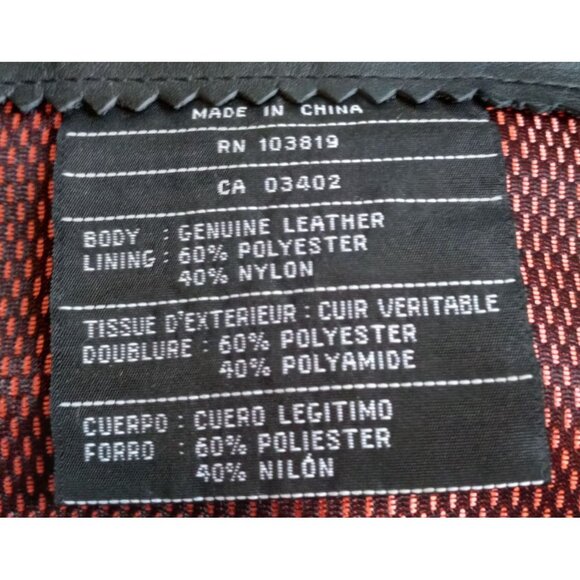 MADE IN CHINA
RN 103819
CA 03402
BODY : GENUINE LEATHER
LINING : 60% POLYESTER
40% NYLON
TISSUE D'EXTERIEUR : CUIR VERITABLE
DOUBLURE : 60% POLYESTER
40% POLYAMIDE
CUERPO : CUERO LEGITIMO
FORRO : 60% POLIESTER
40% NILÓN